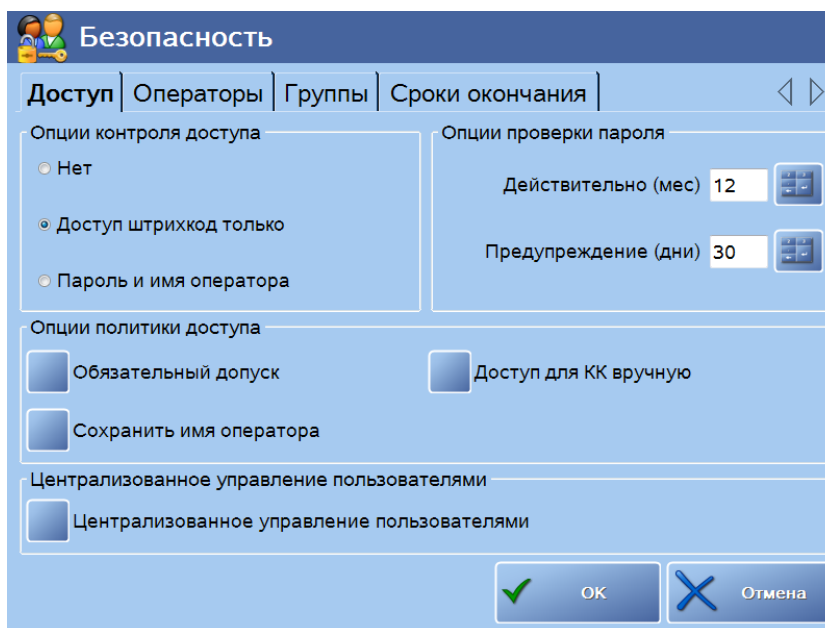 Безопасность
Доступ Операторы Группы Сроки окончания
Опции контроля доступа
Нет
Доступ штрихкод только
Пароль и имя оператора
Опции проверки пароля
Действительно (мес) 12
Предупреждение (дни) 30
Опции политики доступа
Обязательный допуск Доступ для КК вручную
Сохранить имя оператора
Централизованное управление пользователями
Централизованное управление пользователями
ОК Отмена